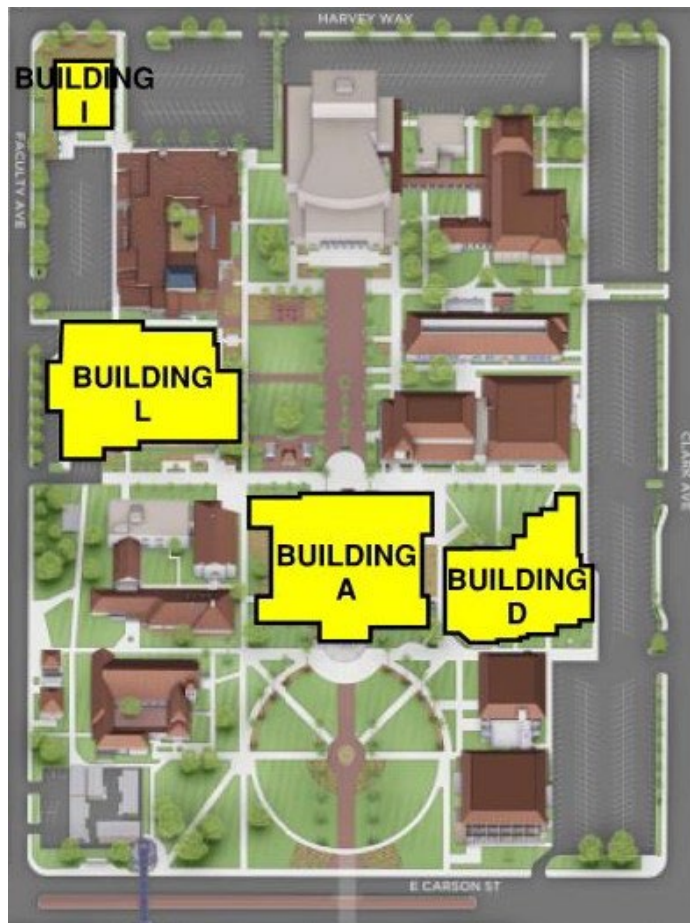 HARVEY WAY
BUILDING
I
FACULTY AVE
BUILDING
L
CLARK AVE
BUILDING
A
BUILDING
D
E CARSON ST